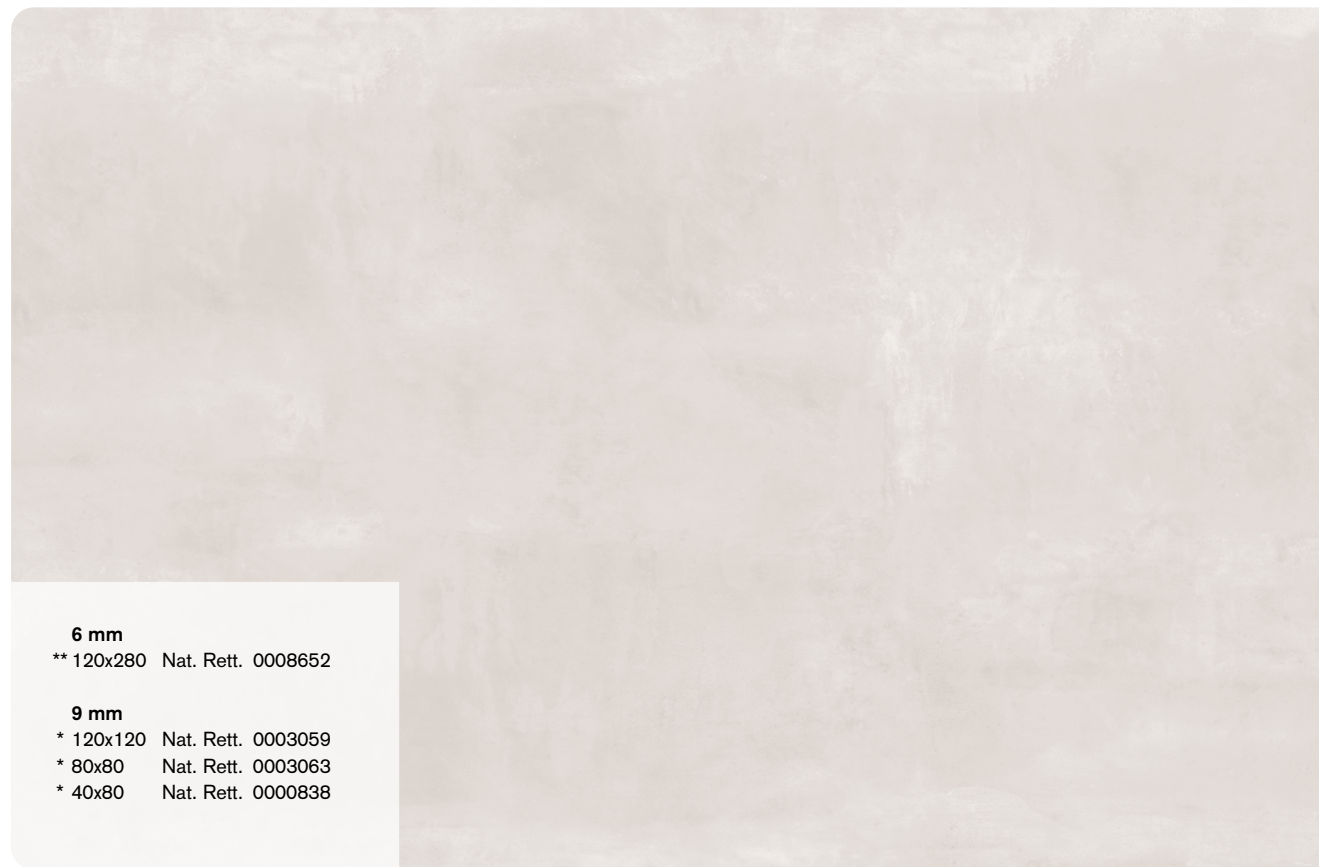 6 mm
** 120x280 Nat. Rett. 0008652
9 mm
* 120x120 Nat. Rett. 0003059
* 80x80 Nat. Rett. 0003063
* 40x80 Nat. Rett. 0000838